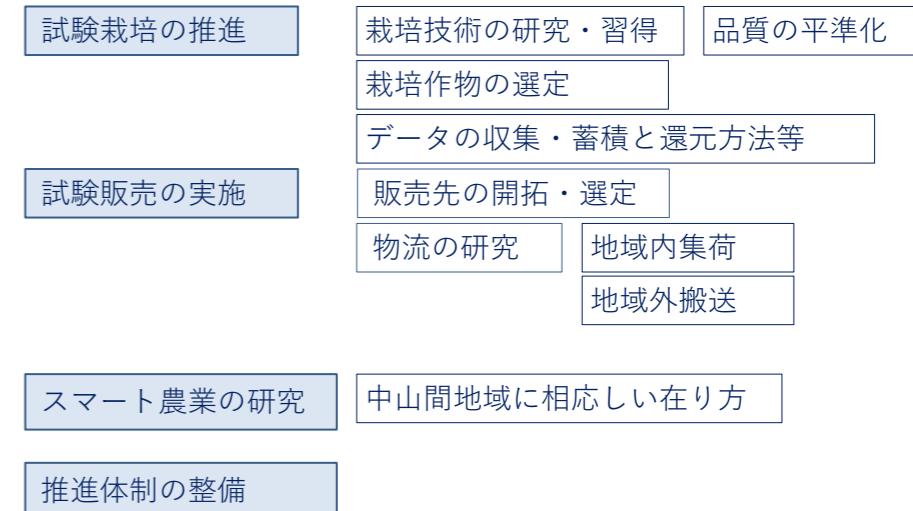 試験栽培の推進
栽培技術の研究・習得
品質の平準化
栽培作物の選定
データの収集・蓄積と還元方法等
試験販売の実施
販売先の開拓・選定
物流の研究
地域内集荷
地域外搬送
スマート農業の研究
中山間地域に相応しい在り方
推進体制の整備